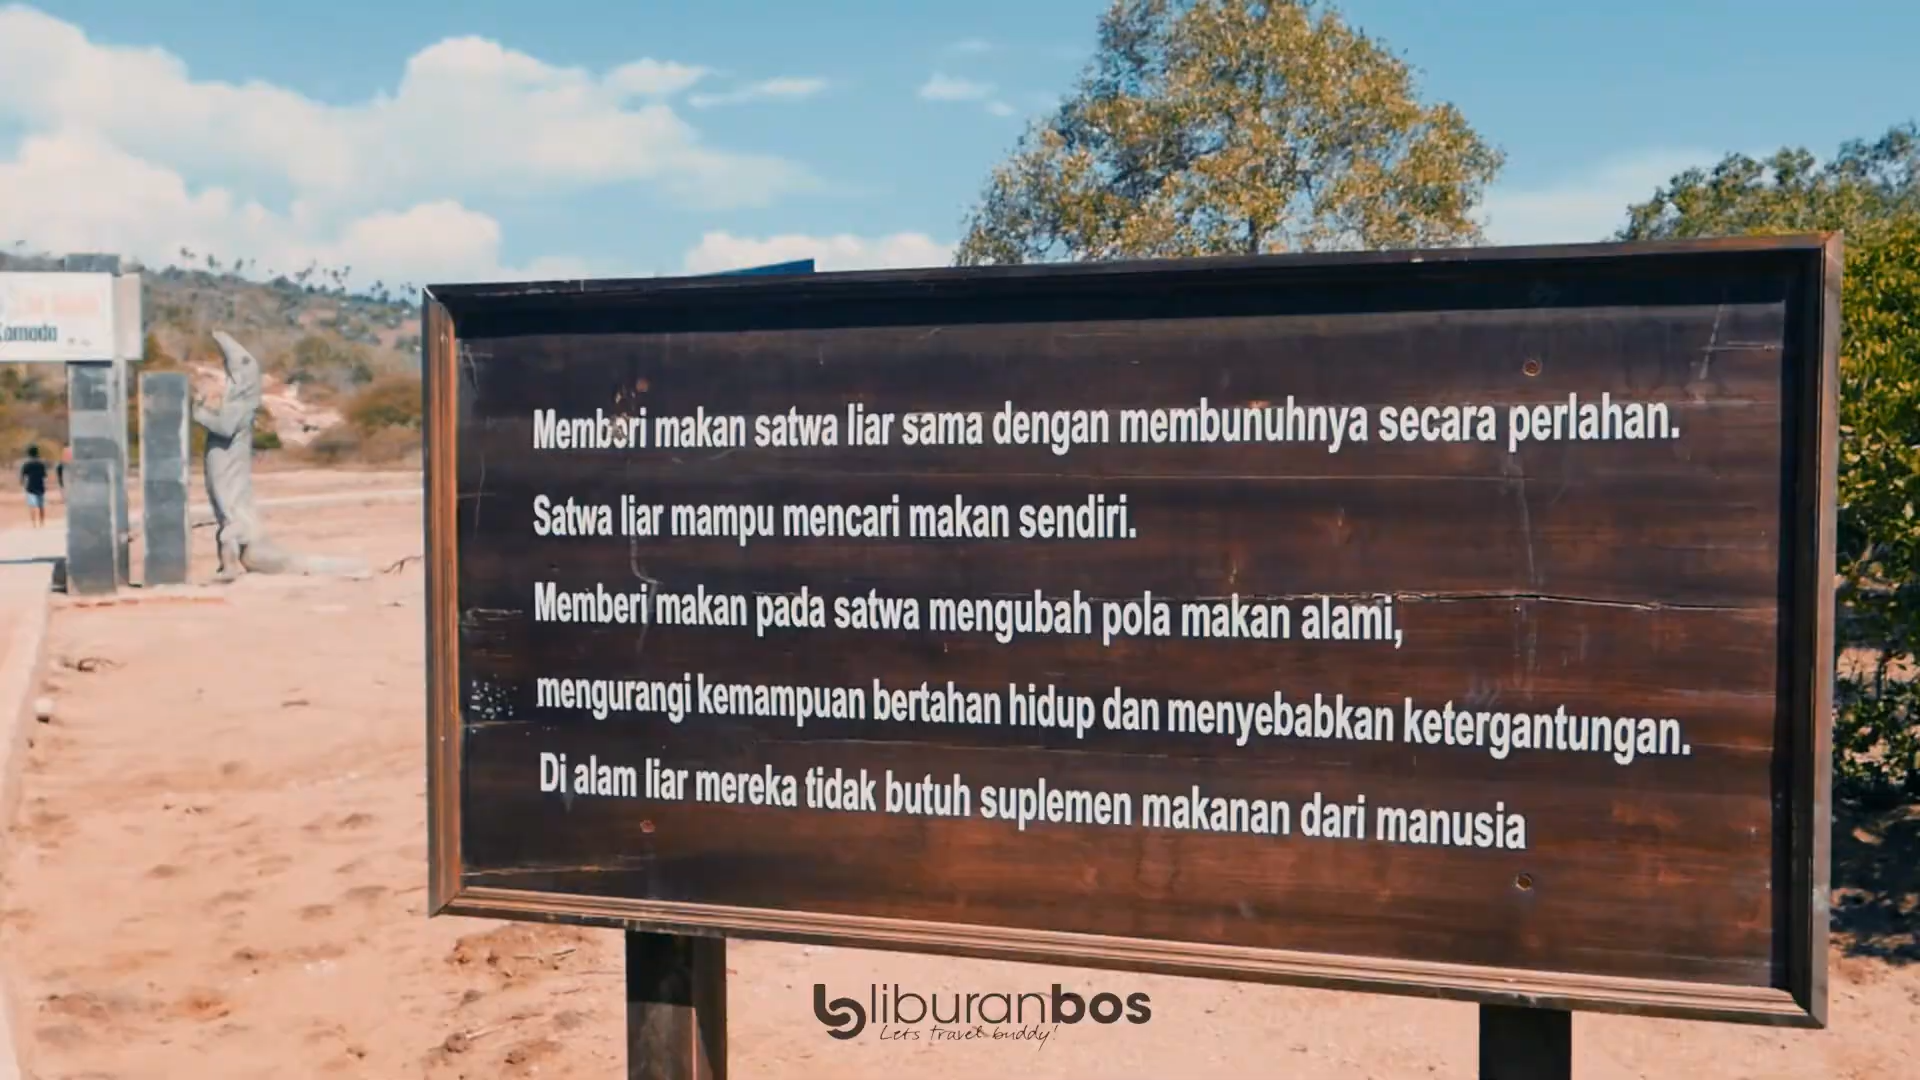 Komodo
Memberi makan satwa liar sama dengan membunuhnya secara perlahan.
Satwa liar mampu mencari makan sendiri.
Memberi makan pada satwa mengubah pola makan alami,
mengurangi kemampuan bertahan hidup dan menyebabkan ketergantungan.
Di alam liar mereka tidak butuh suplemen makanan dari manusia
liburanbos
Lets travel buddy!